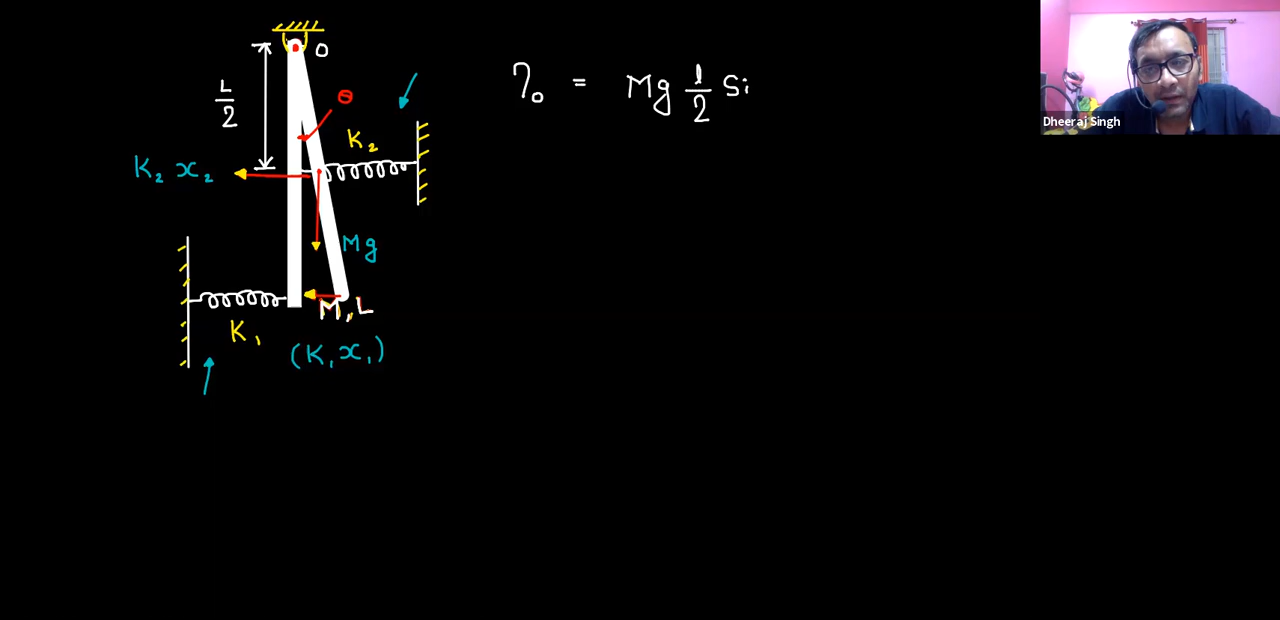 O
L/2
θ
K₂
K₂ x₂
Mg
M, L
K₁
(K₁x₁)
τ₀ = Mg l/2 Si
Dheeraj Singh